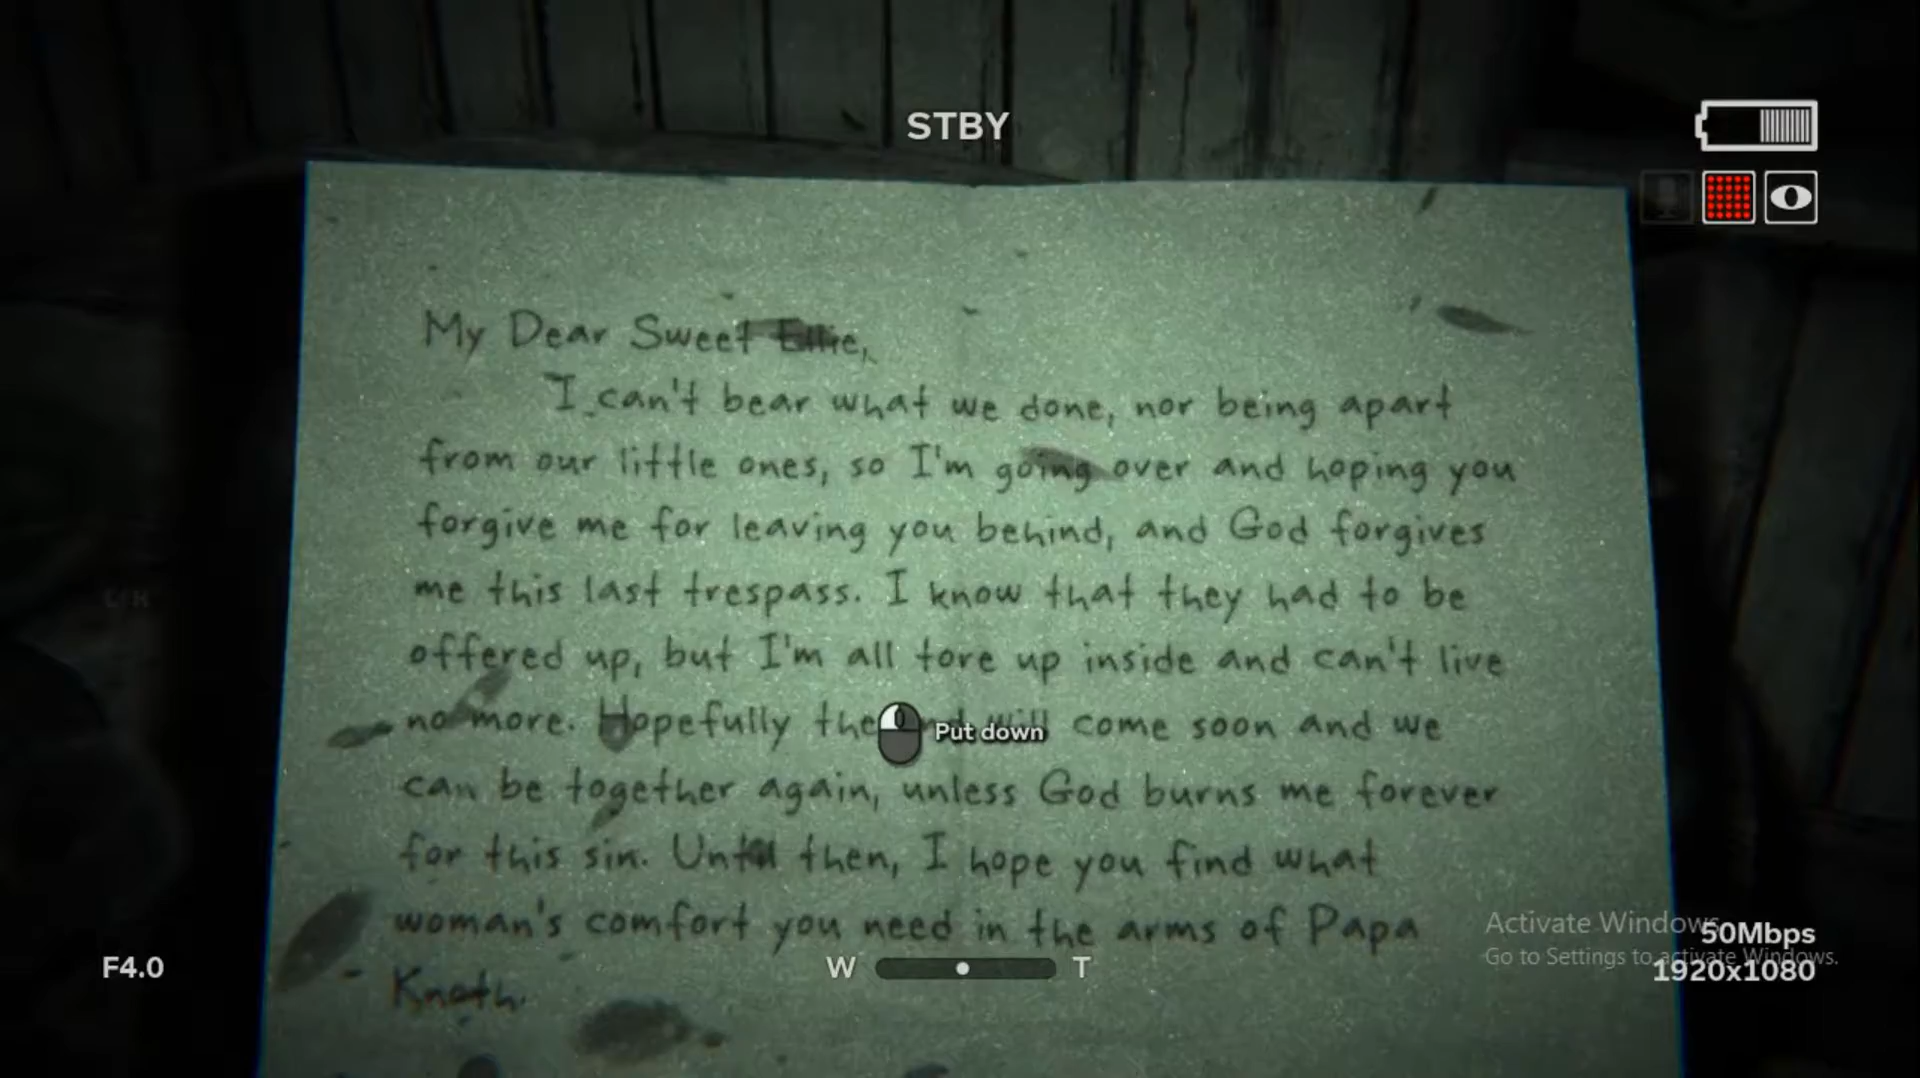 STBY
My Dear Sweet Ellie,
I can't bear what we done, nor being apart
from our little ones, so I'm going over and hoping you
forgive me for leaving you behind, and God forgives
me this last trespass. I know that they had to be
offered up, but I'm all tore up inside and can't live
no more. Hopefully the end will come soon and we
Put down
can be together again, unless God burns me forever
for this sin. Until then, I hope you find what
woman's comfort you need in the arms of Papa
Knoth.
Activate Windows
Go to Settings to activate Windows.
50Mbps
1920x1080
F4.0
W T